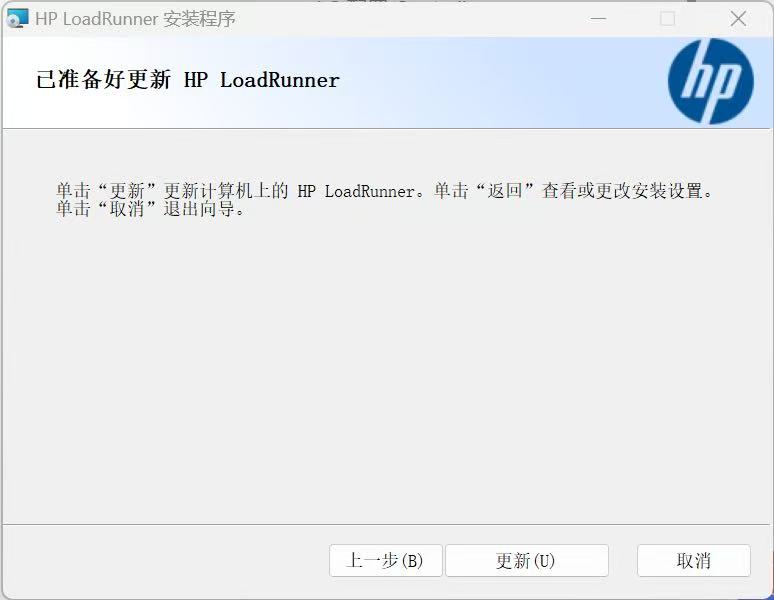 HP LoadRunner 安装程序
已准备好更新 HP LoadRunner
hp
单击“更新”更新计算机上的 HP LoadRunner。单击“返回”查看或更改安装设置。
单击“取消”退出向导。
上一步(B)
更新(U)
取消